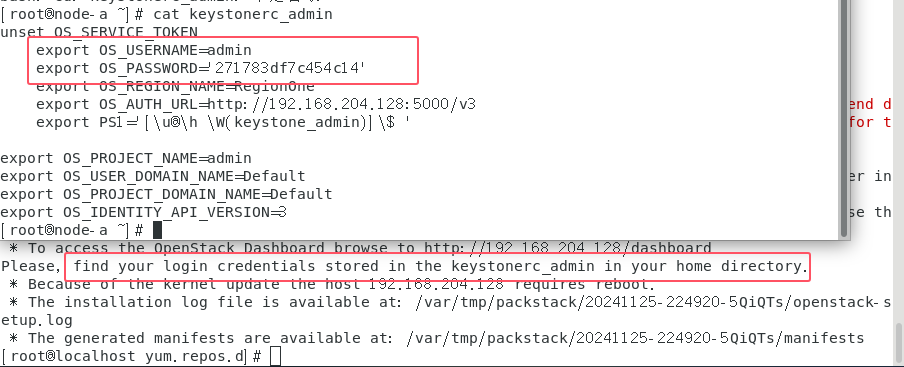 [root@node-a ~]# cat keystonerc_admin
unset OS_SERVICE_TOKEN
    export OS_USERNAME=admin
    export OS_PASSWORD='271783df7c454c14'
    export OS_REGION_NAME=RegionOne
    export OS_AUTH_URL=http://192.168.204.128:5000/v3
    export PS1='[\u@\h \W(keystone_admin)]\$ '
export OS_PROJECT_NAME=admin
export OS_USER_DOMAIN_NAME=Default
export OS_PROJECT_DOMAIN_NAME=Default
export OS_IDENTITY_API_VERSION=3
[root@node-a ~]#
end d
for t
er in
se th
 * To access the OpenStack Dashboard browse to http://192.168.204.128/dashboard
Please, find your login credentials stored in the keystonerc_admin in your home directory.
 * Because of the kernel update the host 192.168.204.128 requires reboot.
 * The installation log file is available at: /var/tmp/packstack/20241125-224920-5QiQTs/openstack-s
etup.log
 * The generated manifests are available at: /var/tmp/packstack/20241125-224920-5QiQTs/manifests
[root@localhost yum.repos.d]#